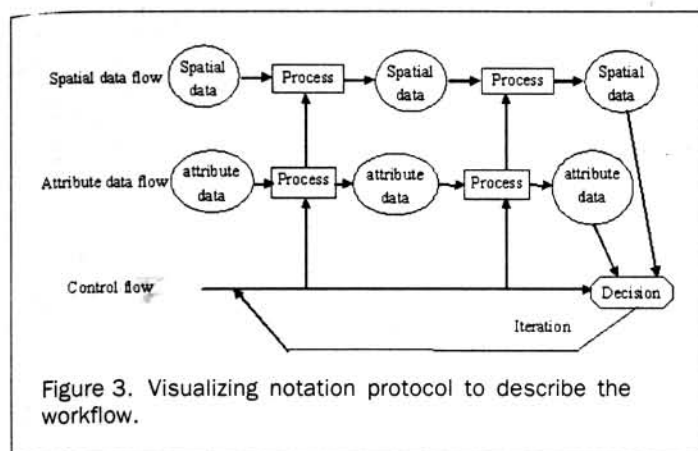 Spatial data flow
Spatial data
Process
Spatial data
Process
Spatial data
Attribute data flow
attribute data
Process
attribute data
Process
attribute data
Control flow
Decision
Iteration
Figure 3. Visualizing notation protocol to describe the
workflow.